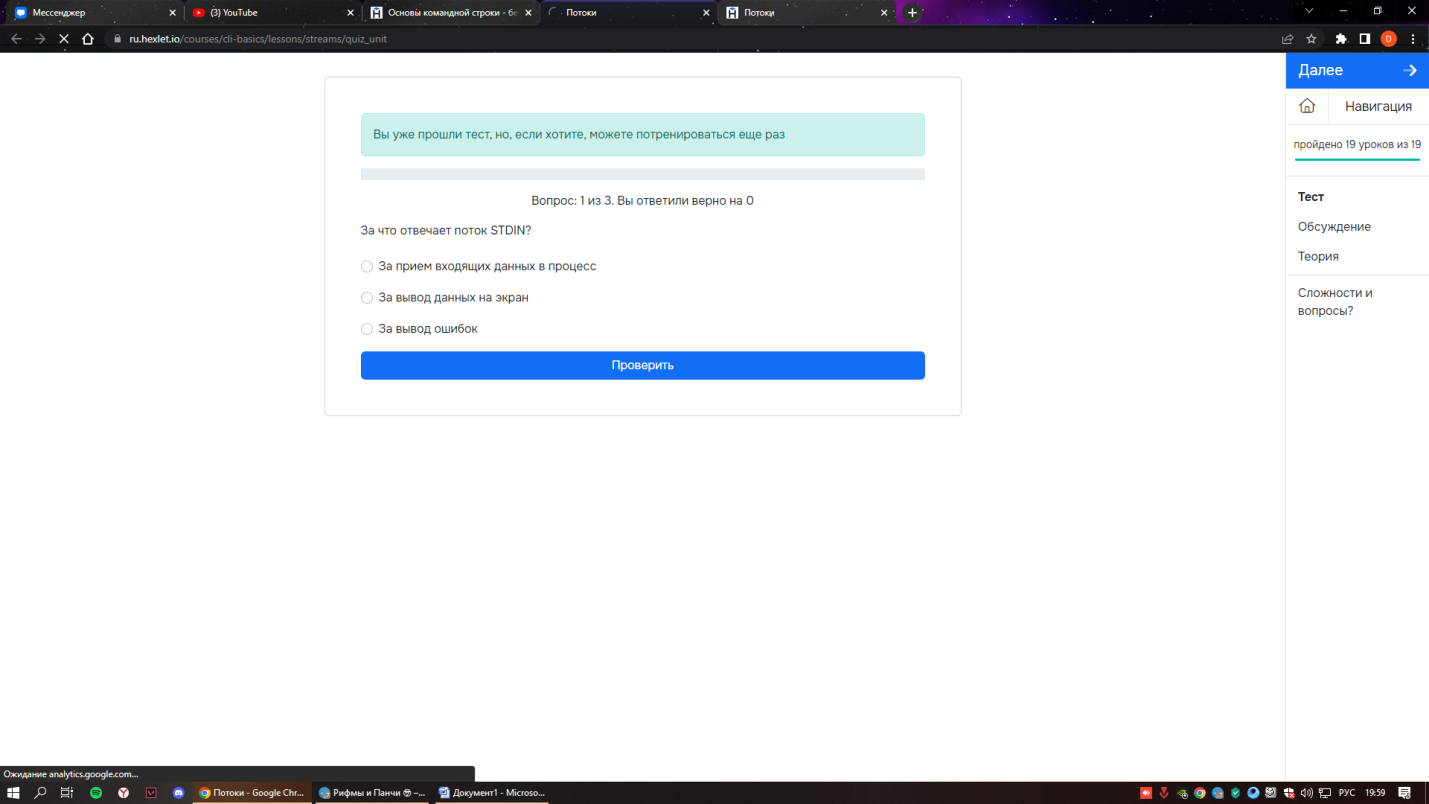 Мессенджер
(3) YouTube
Основы командной строки - бе
Потоки
Потоки
ru.hexlet.io/courses/cli-basics/lessons/streams/quiz_unit
D
Далее
Навигация
пройдено 19 уроков из 19
Вы уже прошли тест, но, если хотите, можете потренироваться еще раз
Вопрос: 1 из 3. Вы ответили верно на 0
За что отвечает поток STDIN?
За прием входящих данных в процесс
За вывод данных на экран
За вывод ошибок
Проверить
Тест
Обсуждение
Теория
Сложности и
вопросы?
Ожидание analytics.google.com...
Потоки - Google Chr...
Рифмы и Панчи 😎 –...
Документ1 - Microso...
РУС
19:59